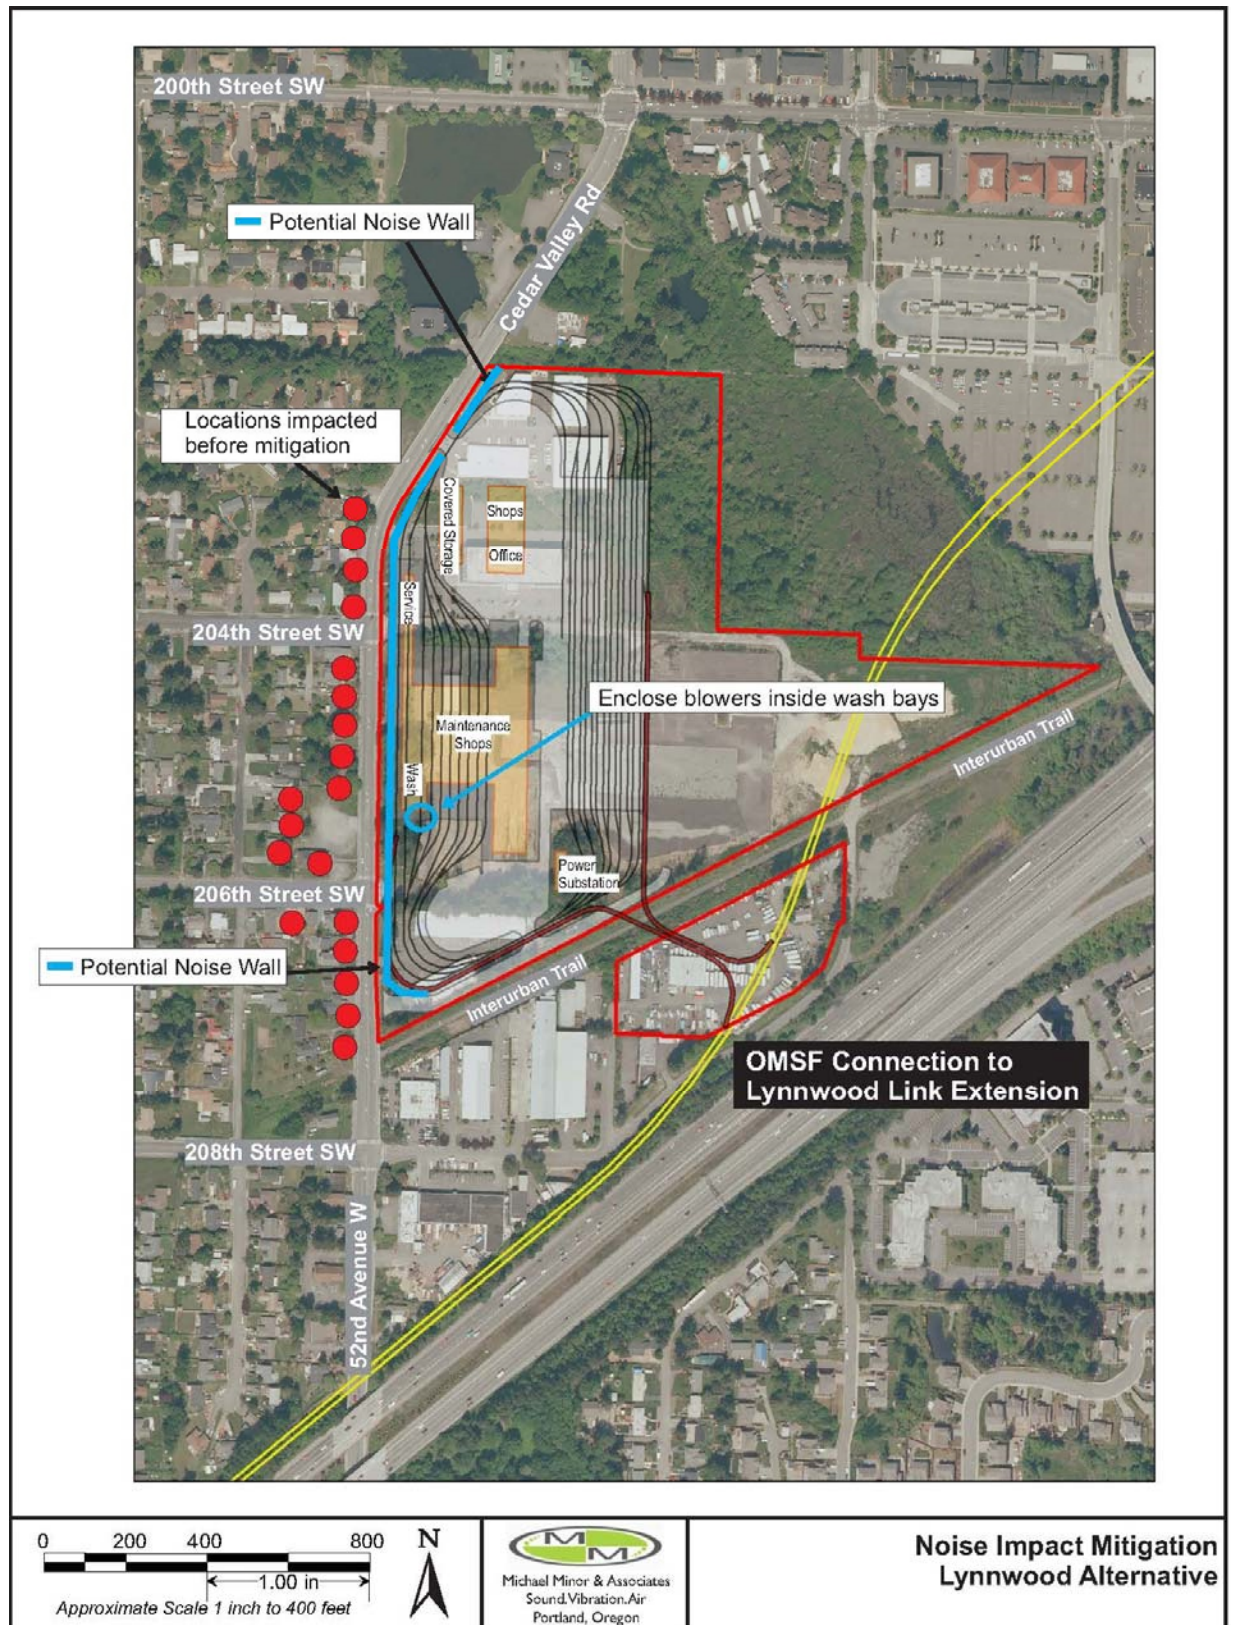 200th Street SW
Potential Noise Wall
Cedar Valley Rd
Locations impacted
before mitigation
Covered Storage
Shops
Office
Service
204th Street SW
Enclose blowers inside wash bays
Maintenance
Shops
Interurban Trail
Wash
Power
Substation
206th Street SW
Potential Noise Wall
Interurban Trail
OMSF Connection to
Lynnwood Link Extension
208th Street SW
52nd Avenue W
0 200 400 800
1.00 in
Approximate Scale 1 inch to 400 feet
N
M
M
Michael Minor & Associates
Sound.Vibration.Air
Portland, Oregon
Noise Impact Mitigation
Lynnwood Alternative